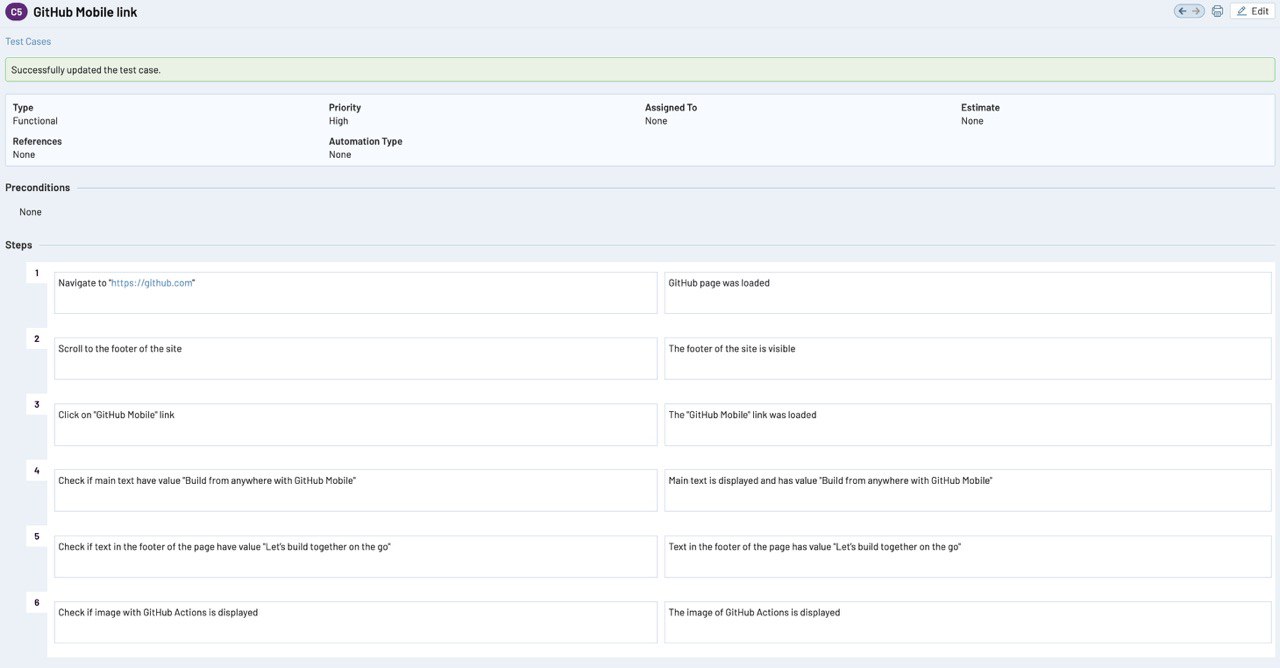 C5 GitHub Mobile link
Edit
Test Cases
Successfully updated the test case.
Type Priority Assigned To Estimate
Functional High None None
References Automation Type
None None
Preconditions
None
Steps
1
Navigate to "https://github.com" GitHub page was loaded
2
Scroll to the footer of the site The footer of the site is visible
3
Click on "GitHub Mobile" link The "GitHub Mobile" link was loaded
4
Check if main text have value "Build from anywhere with GitHub Mobile" Main text is displayed and has value "Build from anywhere with GitHub Mobile"
5
Check if text in the footer of the page have value "Let's build together on the go" Text in the footer of the page has value "Let's build together on the go"
6
Check if image with GitHub Actions is displayed The image of GitHub Actions is displayed